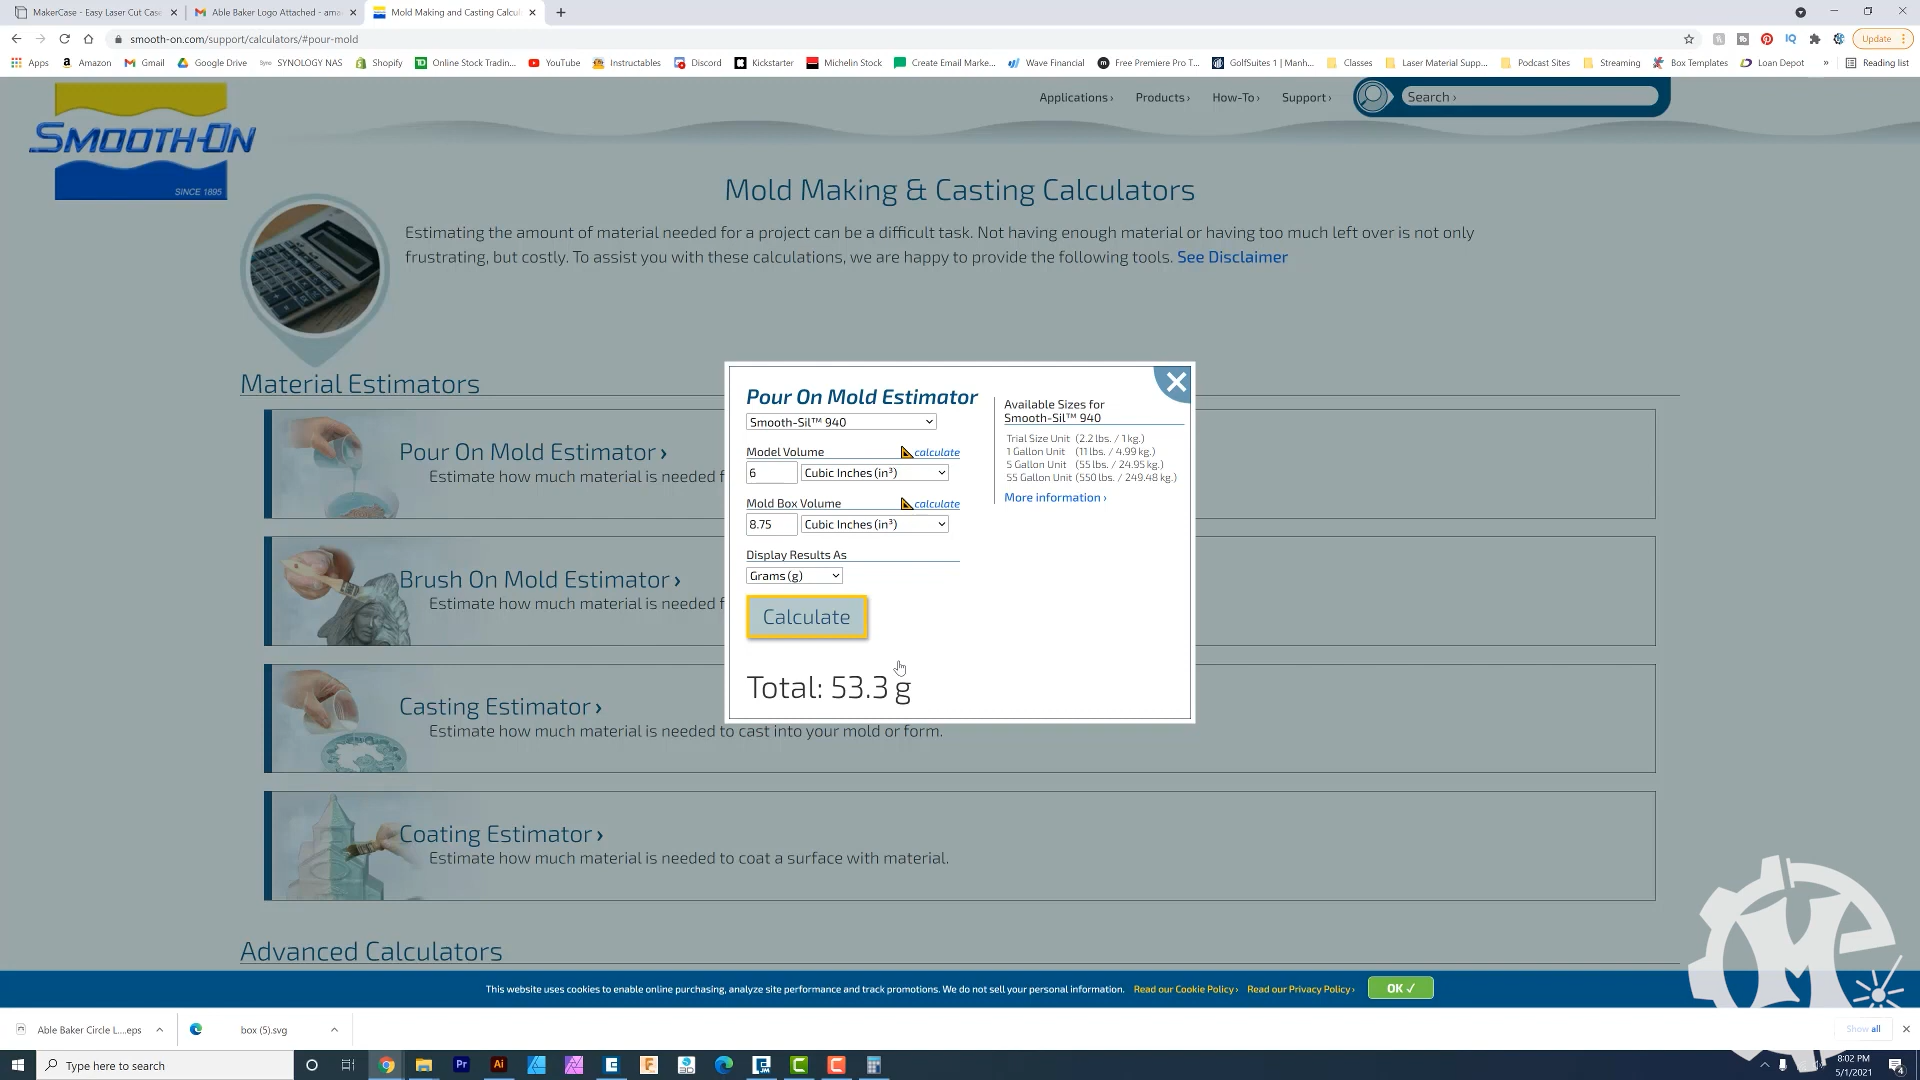 MakerCase - Easy Laser Cut Case
Able Baker Logo Attached - ama
Mold Making and Casting Calcul
smooth-on.com/support/calculators/#pour-mold
Update
Apps
Amazon
Gmail
Google Drive
SYNOLOGY NAS
Shopify
Online Stock Tradin...
YouTube
Instructables
Discord
Kickstarter
Michelin Stock
Create Email Marke...
Wave Financial
Free Premiere Pro T...
GolfSuites 1 | Manh...
Classes
Laser Material Supp...
Podcast Sites
Streaming
Box Templates
Loan Depot
»
Reading list
SMOOTH-ON
SINCE 1895
Applications ›
Products ›
How-To ›
Support ›
Search ›
Mold Making & Casting Calculators
Estimating the amount of material needed for a project can be a difficult task. Not having enough material or having too much left over is not only
frustrating, but costly. To assist you with these calculations, we are happy to provide the following tools. See Disclaimer
Material Estimators
Pour On Mold Estimator ›
Estimate how much material is needed f
Brush On Mold Estimator ›
Estimate how much material is needed f
Casting Estimator ›
Estimate how much material is needed to cast into your mold or form.
Coating Estimator ›
Estimate how much material is needed to coat a surface with material.
Advanced Calculators
Pour On Mold Estimator
Smooth-Sil™ 940
Model Volume
calculate
6
Cubic Inches (in³)
Mold Box Volume
calculate
8.75
Cubic Inches (in³)
Display Results As
Grams (g)
Calculate
Total: 53.3 g
Available Sizes for
Smooth-Sil™ 940
Trial Size Unit (2.2 lbs. / 1 kg.)
1 Gallon Unit (11 lbs. / 4.99 kg.)
5 Gallon Unit (55 lbs. / 24.95 kg.)
55 Gallon Unit (550 lbs. / 249.48 kg.)
More information ›
This website uses cookies to enable online purchasing, analyze site performance and track promotions. We do not sell your personal information. Read our Cookie Policy › Read our Privacy Policy ›
OK ✓
Able Baker Circle L....eps
box (5).svg
Show all
Type here to search
Pr
Ai
8:02 PM
5/1/2021
4